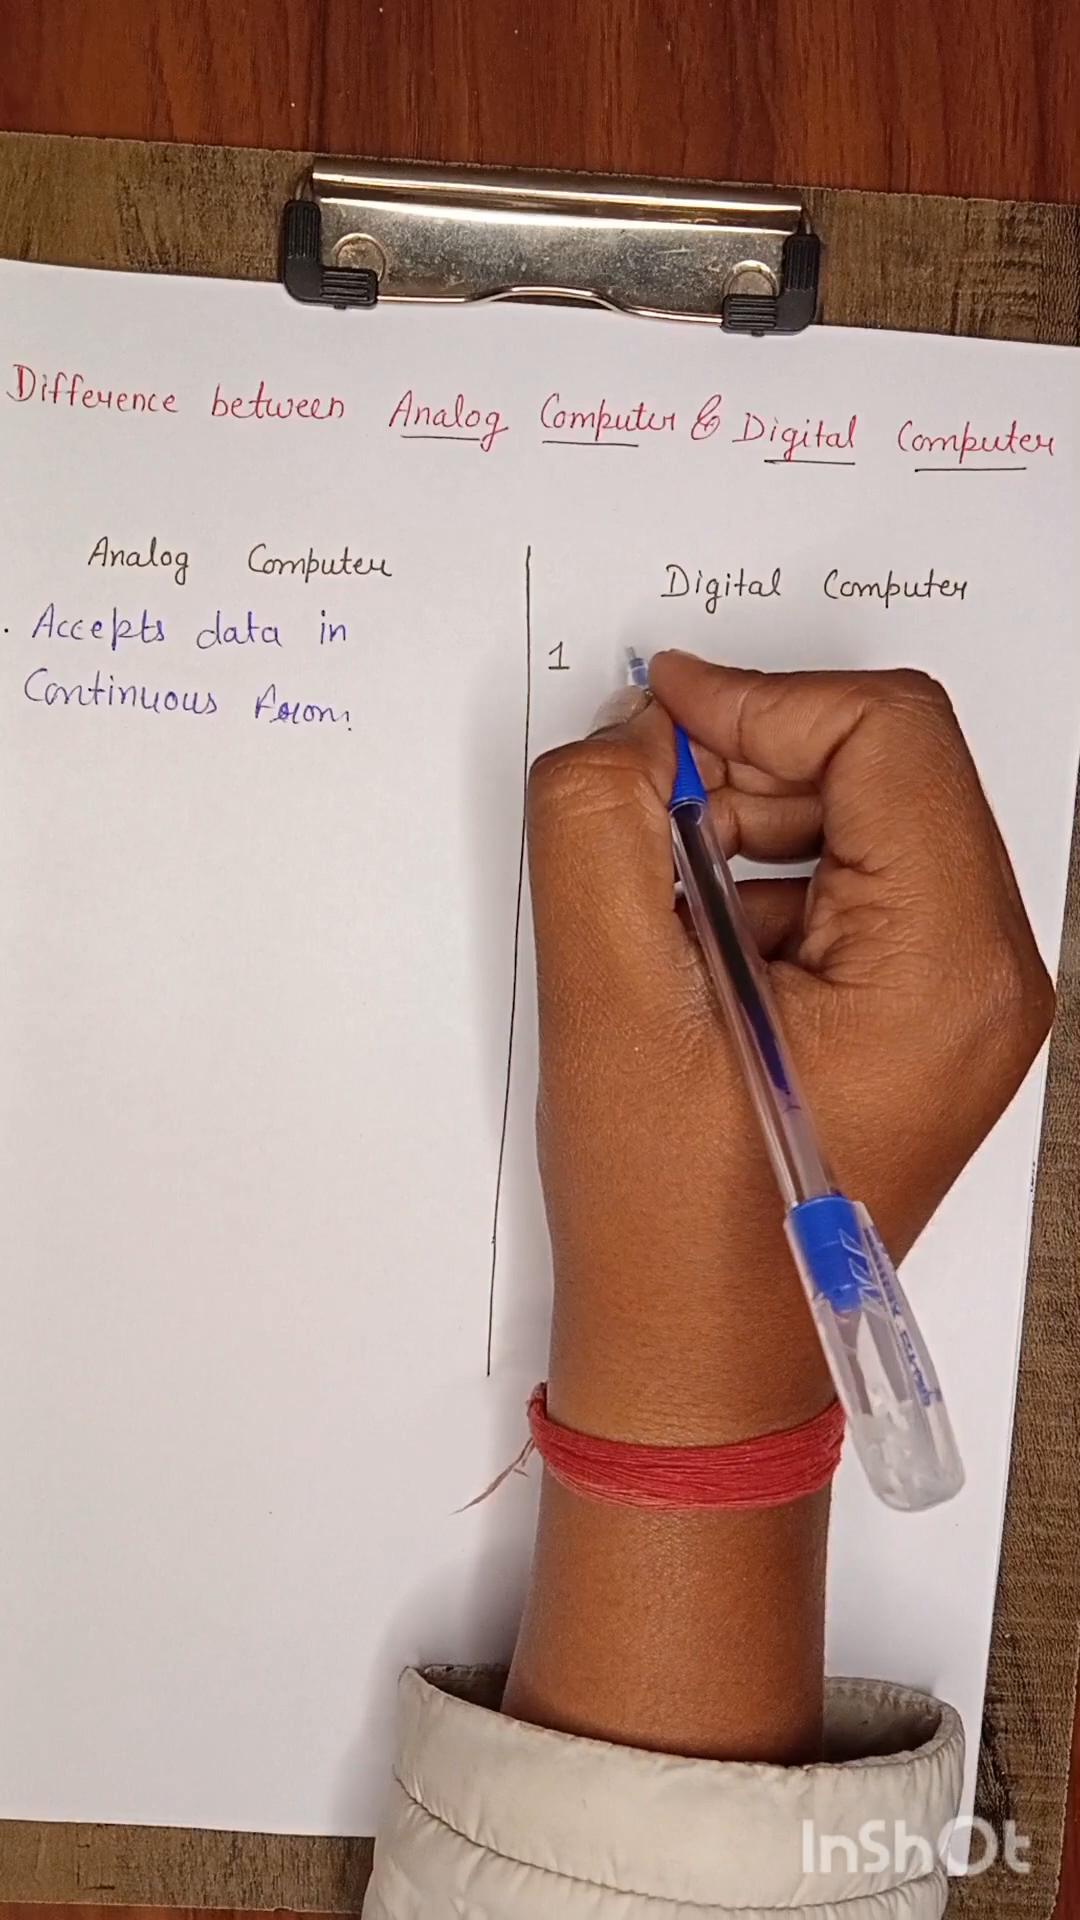 Difference between Analog Computer & Digital Computer
Analog Computer
Digital Computer
. Accepts data in
Continuous form.
1
InShOt